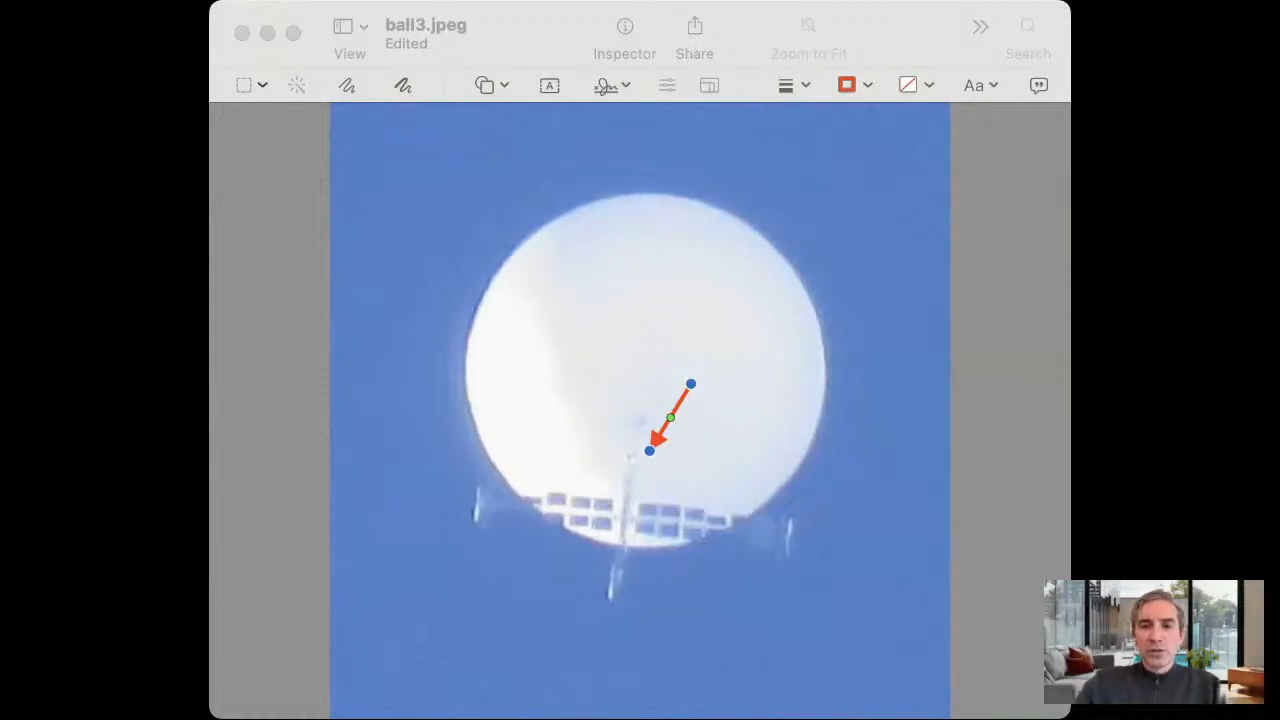 ball3.jpeg
Edited
View
Inspector
Share
Zoom to Fit
Search
A
Aa